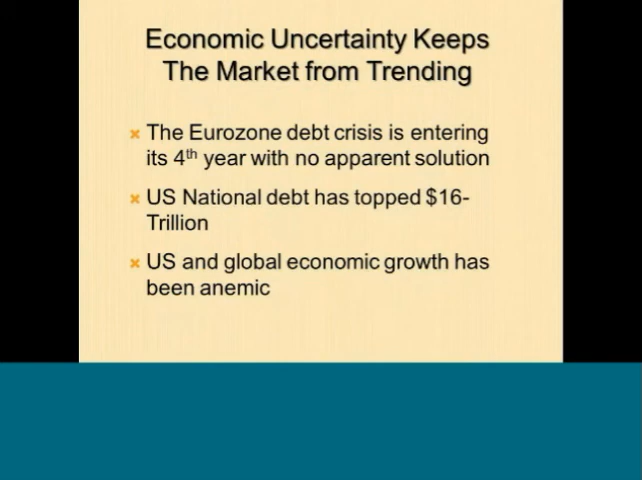 Economic Uncertainty Keeps
The Market from Trending
The Eurozone debt crisis is entering
its 4th year with no apparent solution
US National debt has topped $16-
Trillion
US and global economic growth has
been anemic